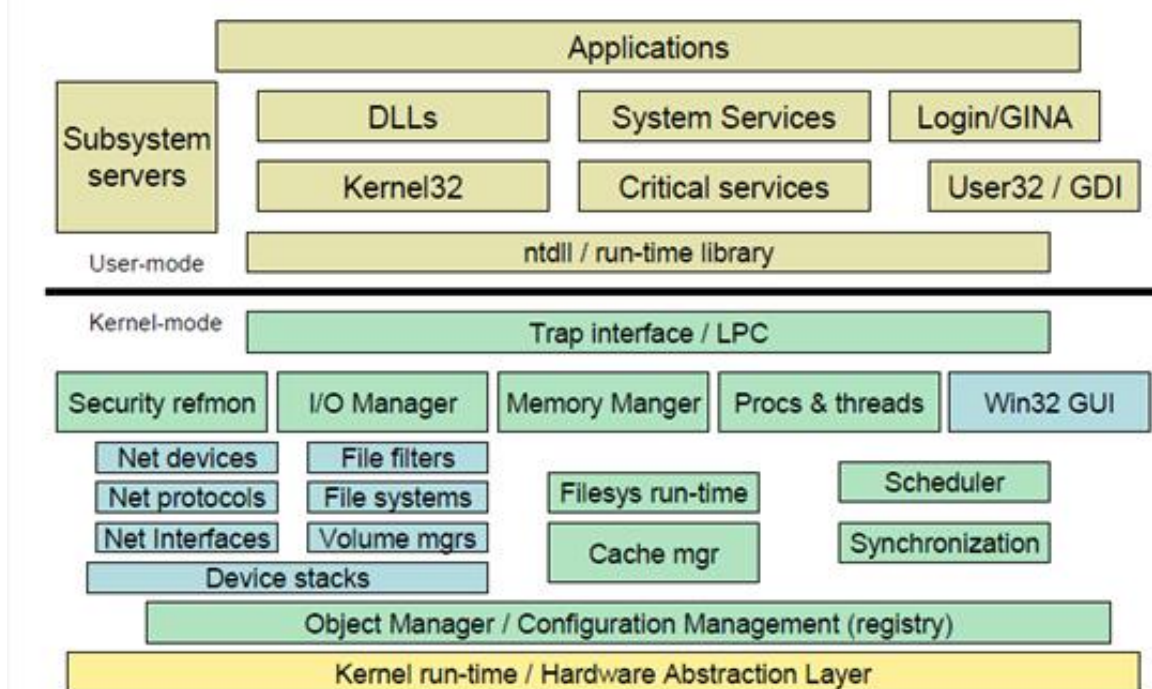 Applications
Subsystem
servers
DLLs
System Services
Login/GINA
Kernel32
Critical services
User32 / GDI
ntdll / run-time library
User-mode
Kernel-mode
Trap interface / LPC
Security refmon
I/O Manager
Memory Manger
Procs & threads
Win32 GUI
Net devices
File filters
Net protocols
File systems
Filesys run-time
Scheduler
Net Interfaces
Volume mgrs
Cache mgr
Synchronization
Device stacks
Object Manager / Configuration Management (registry)
Kernel run-time / Hardware Abstraction Layer